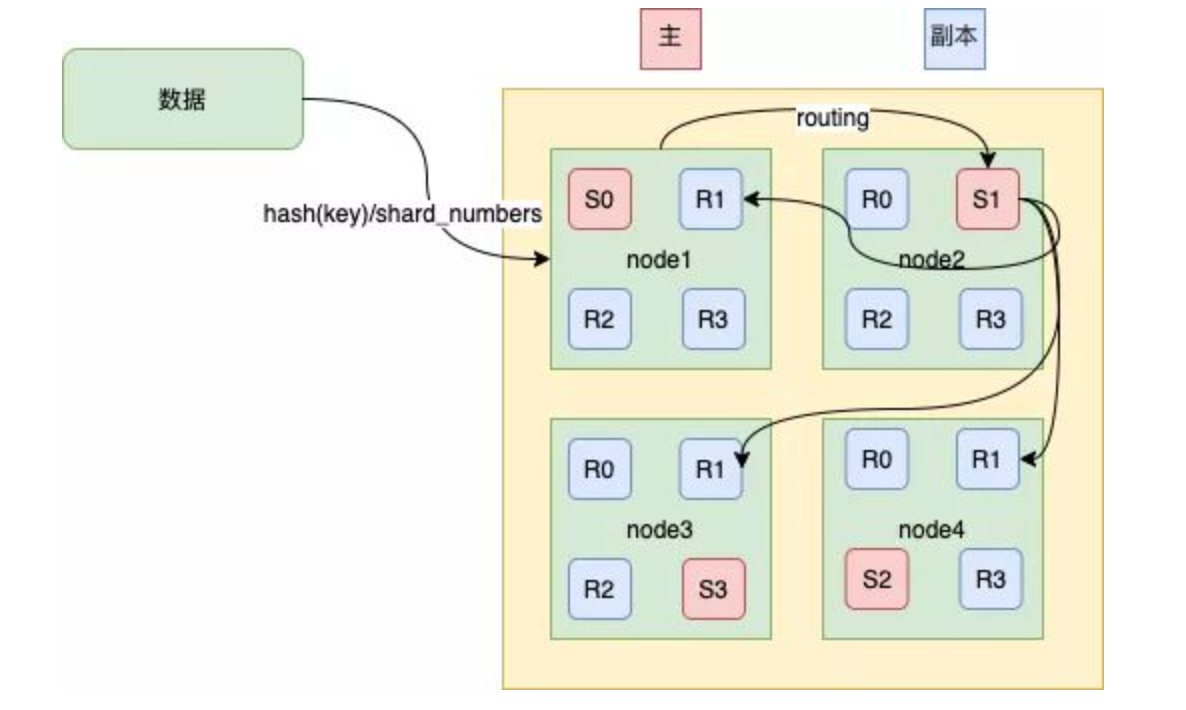 主
副本
数据
routing
hash(key)/shard_numbers
S0
R1
node1
R2
R3
R0
S1
node2
R2
R3
R0
R1
node3
R2
S3
R0
R1
node4
S2
R3